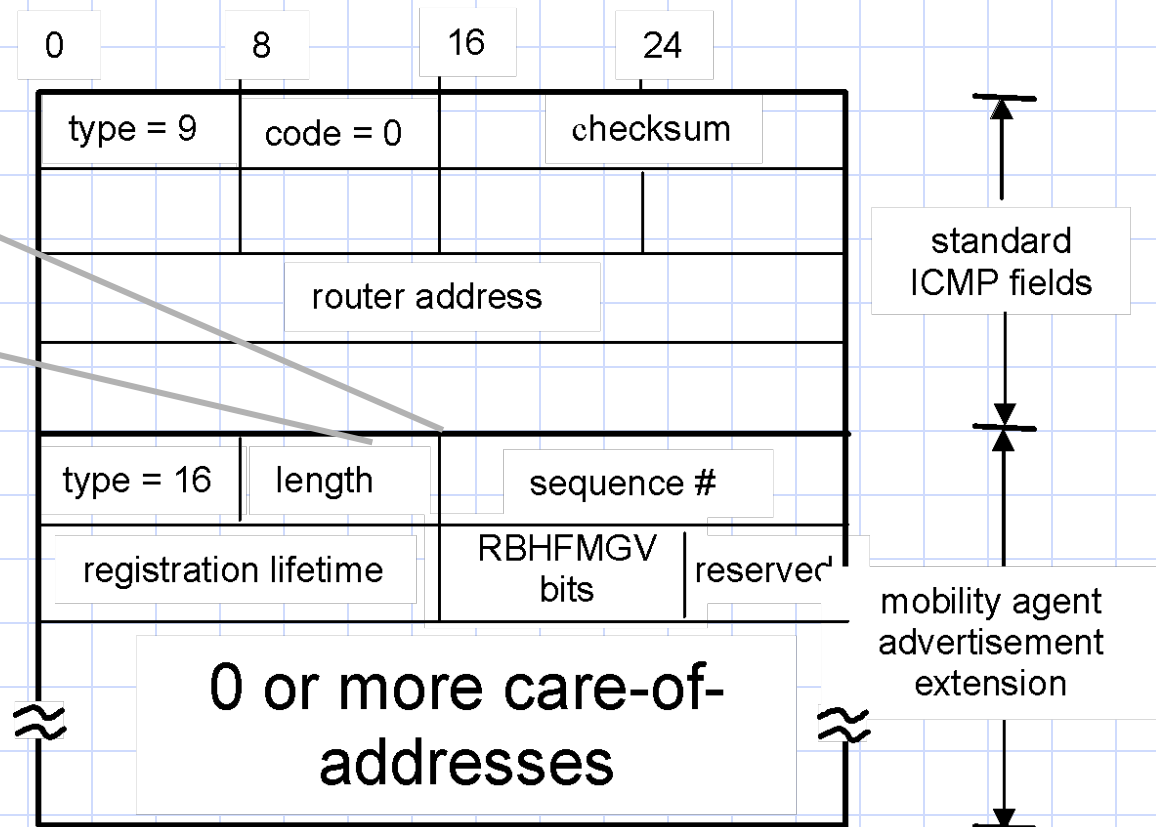 0 8 16 24
type = 9 code = 0 checksum
standard
ICMP fields
router address
type = 16 length sequence #
registration lifetime
RBHFMGV
bits
reserved
mobility agent
advertisement
extension
0 or more care-of-
addresses